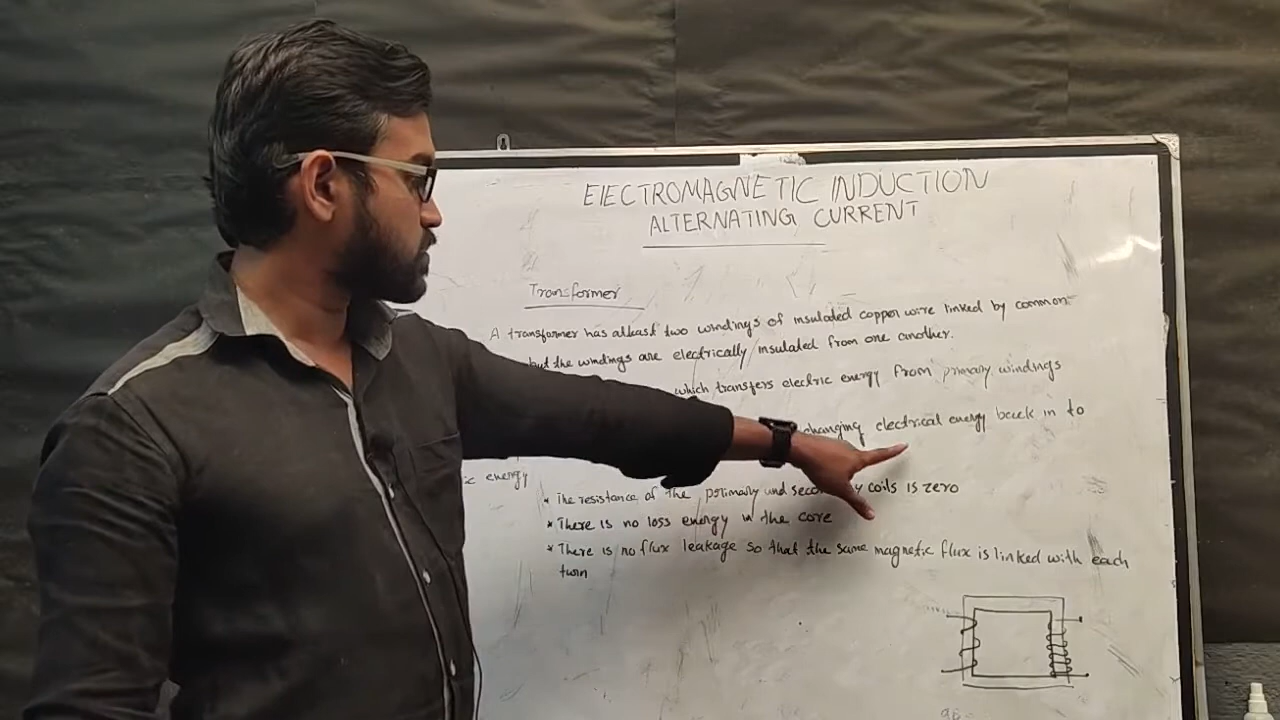 ElECTROMAGNETIC INDUCTION
ALTERNATING CURRENT
Transformer
A transformer has atleast two windings of insulated copper wire linked by common
but the windings are electrically insulated from one another.
which transfers electric energy from primary windings
changing electrical energy back in to
energy
* The resistance of the primary and coils is zero
* There is no loss energy in the core
* There is no flux leakage so that the same magnetic flux is linked with each
turn